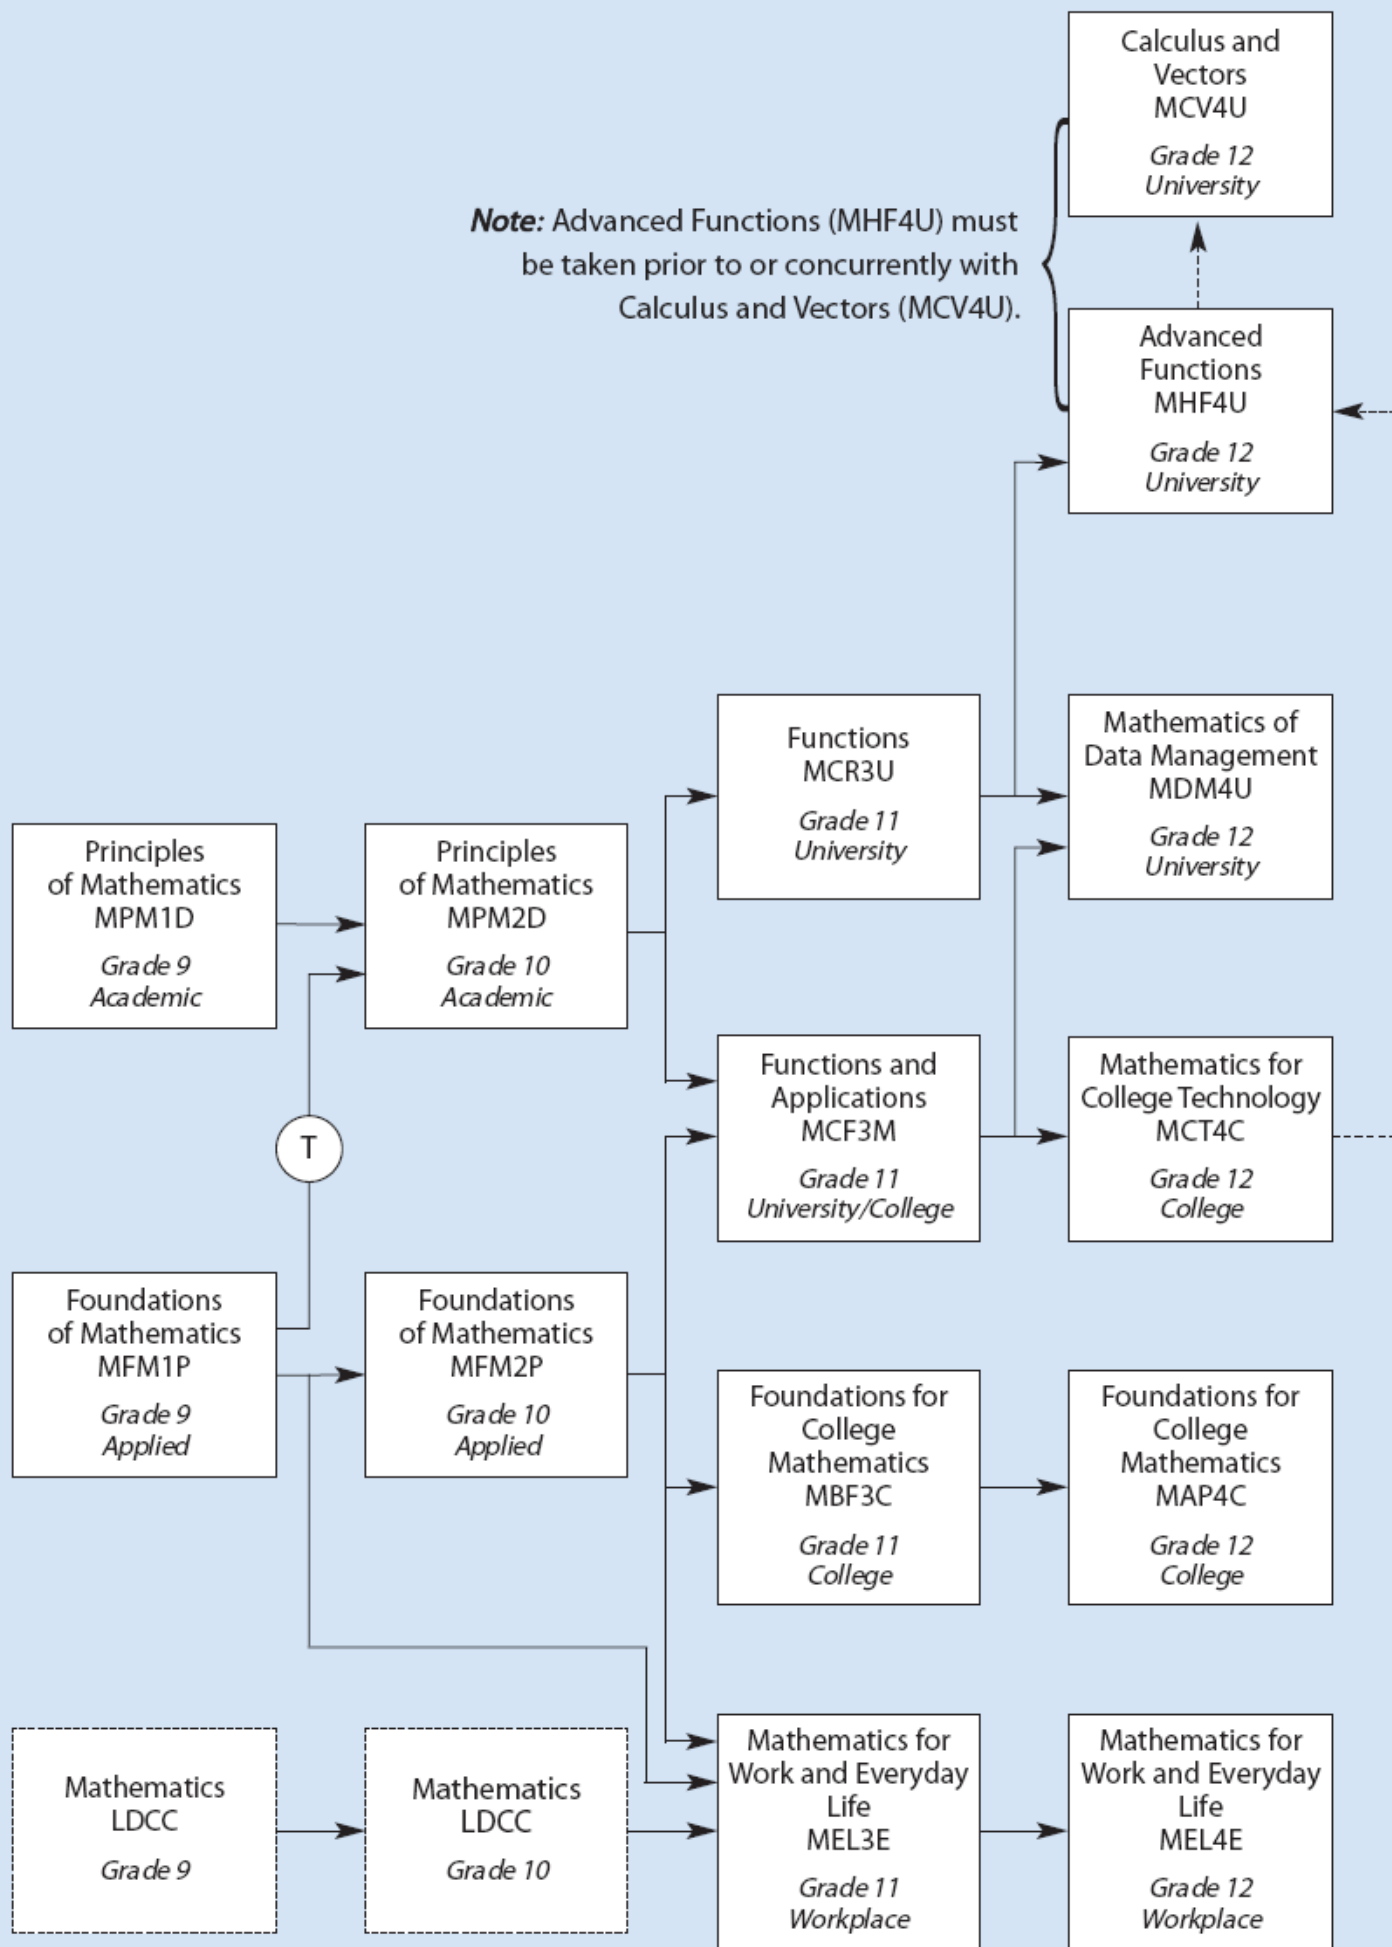 Calculus and
Vectors
MCV4U
Grade 12
University
Note: Advanced Functions (MHF4U) must
be taken prior to or concurrently with
Calculus and Vectors (MCV4U).
Advanced
Functions
MHF4U
Grade 12
University
Functions
MCR3U
Grade 11
University
Mathematics of
Data Management
MDM4U
Grade 12
University
Principles
of Mathematics
MPM1D
Grade 9
Academic
Principles
of Mathematics
MPM2D
Grade 10
Academic
Functions and
Applications
MCF3M
Grade 11
University/College
Mathematics for
College Technology
MCT4C
Grade 12
College
T
Foundations
of Mathematics
MFM1P
Grade 9
Applied
Foundations
of Mathematics
MFM2P
Grade 10
Applied
Foundations for
College
Mathematics
MBF3C
Grade 11
College
Foundations for
College
Mathematics
MAP4C
Grade 12
College
Mathematics
LDCC
Grade 9
Mathematics
LDCC
Grade 10
Mathematics for
Work and Everyday
Life
MEL3E
Grade 11
Workplace
Mathematics for
Work and Everyday
Life
MEL4E
Grade 12
Workplace